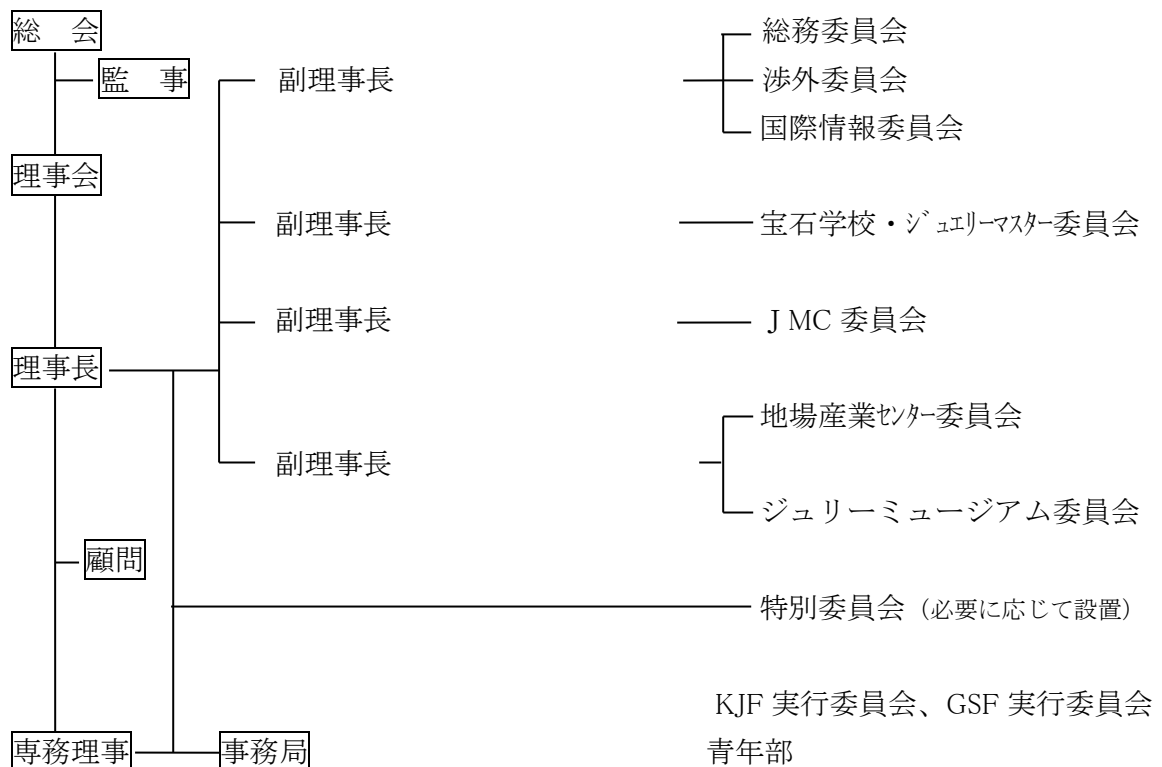 総　会
総務委員会
監　事
副理事長
渉外委員会
国際情報委員会
理事会
副理事長
宝石学校・ｼﾞｭｴﾘｰﾏｽﾀｰ委員会
副理事長
JMC 委員会
理事長
地場産業ｾﾝﾀｰ委員会
副理事長
ジュリーミュージアム委員会
顧問
特別委員会（必要に応じて設置）
KJF 実行委員会、GSF 実行委員会
専務理事
事務局
青年部